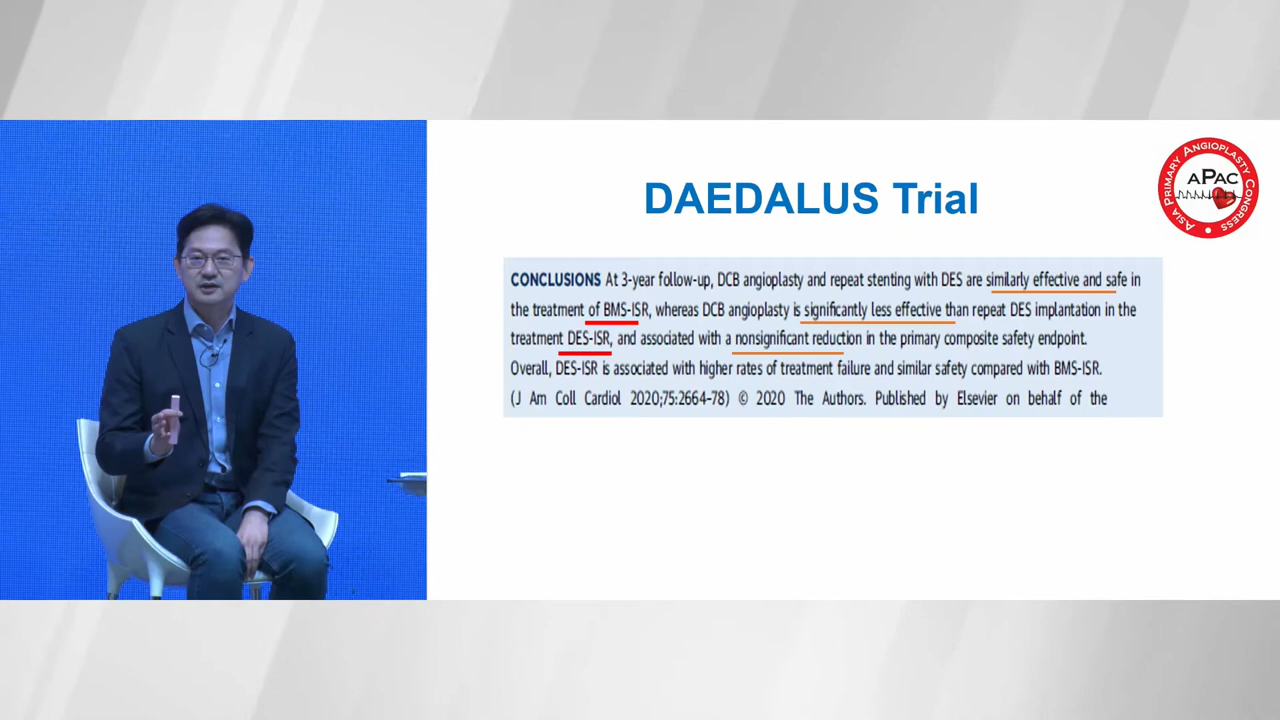 DAEDALUS Trial
ASIA PRIMARY ANGIOPLASTY CONGRESS
aPAC
CONCLUSIONS At 3-year follow-up, DCB angioplasty and repeat stenting with DES are similarly effective and safe in
the treatment of BMS-ISR, whereas DCB angioplasty is significantly less effective than repeat DES implantation in the
treatment DES-ISR, and associated with a nonsignificant reduction in the primary composite safety endpoint.
Overall, DES-ISR is associated with higher rates of treatment failure and similar safety compared with BMS-ISR.
(J Am Coll Cardiol 2020;75:2664–78) © 2020 The Authors. Published by Elsevier on behalf of the